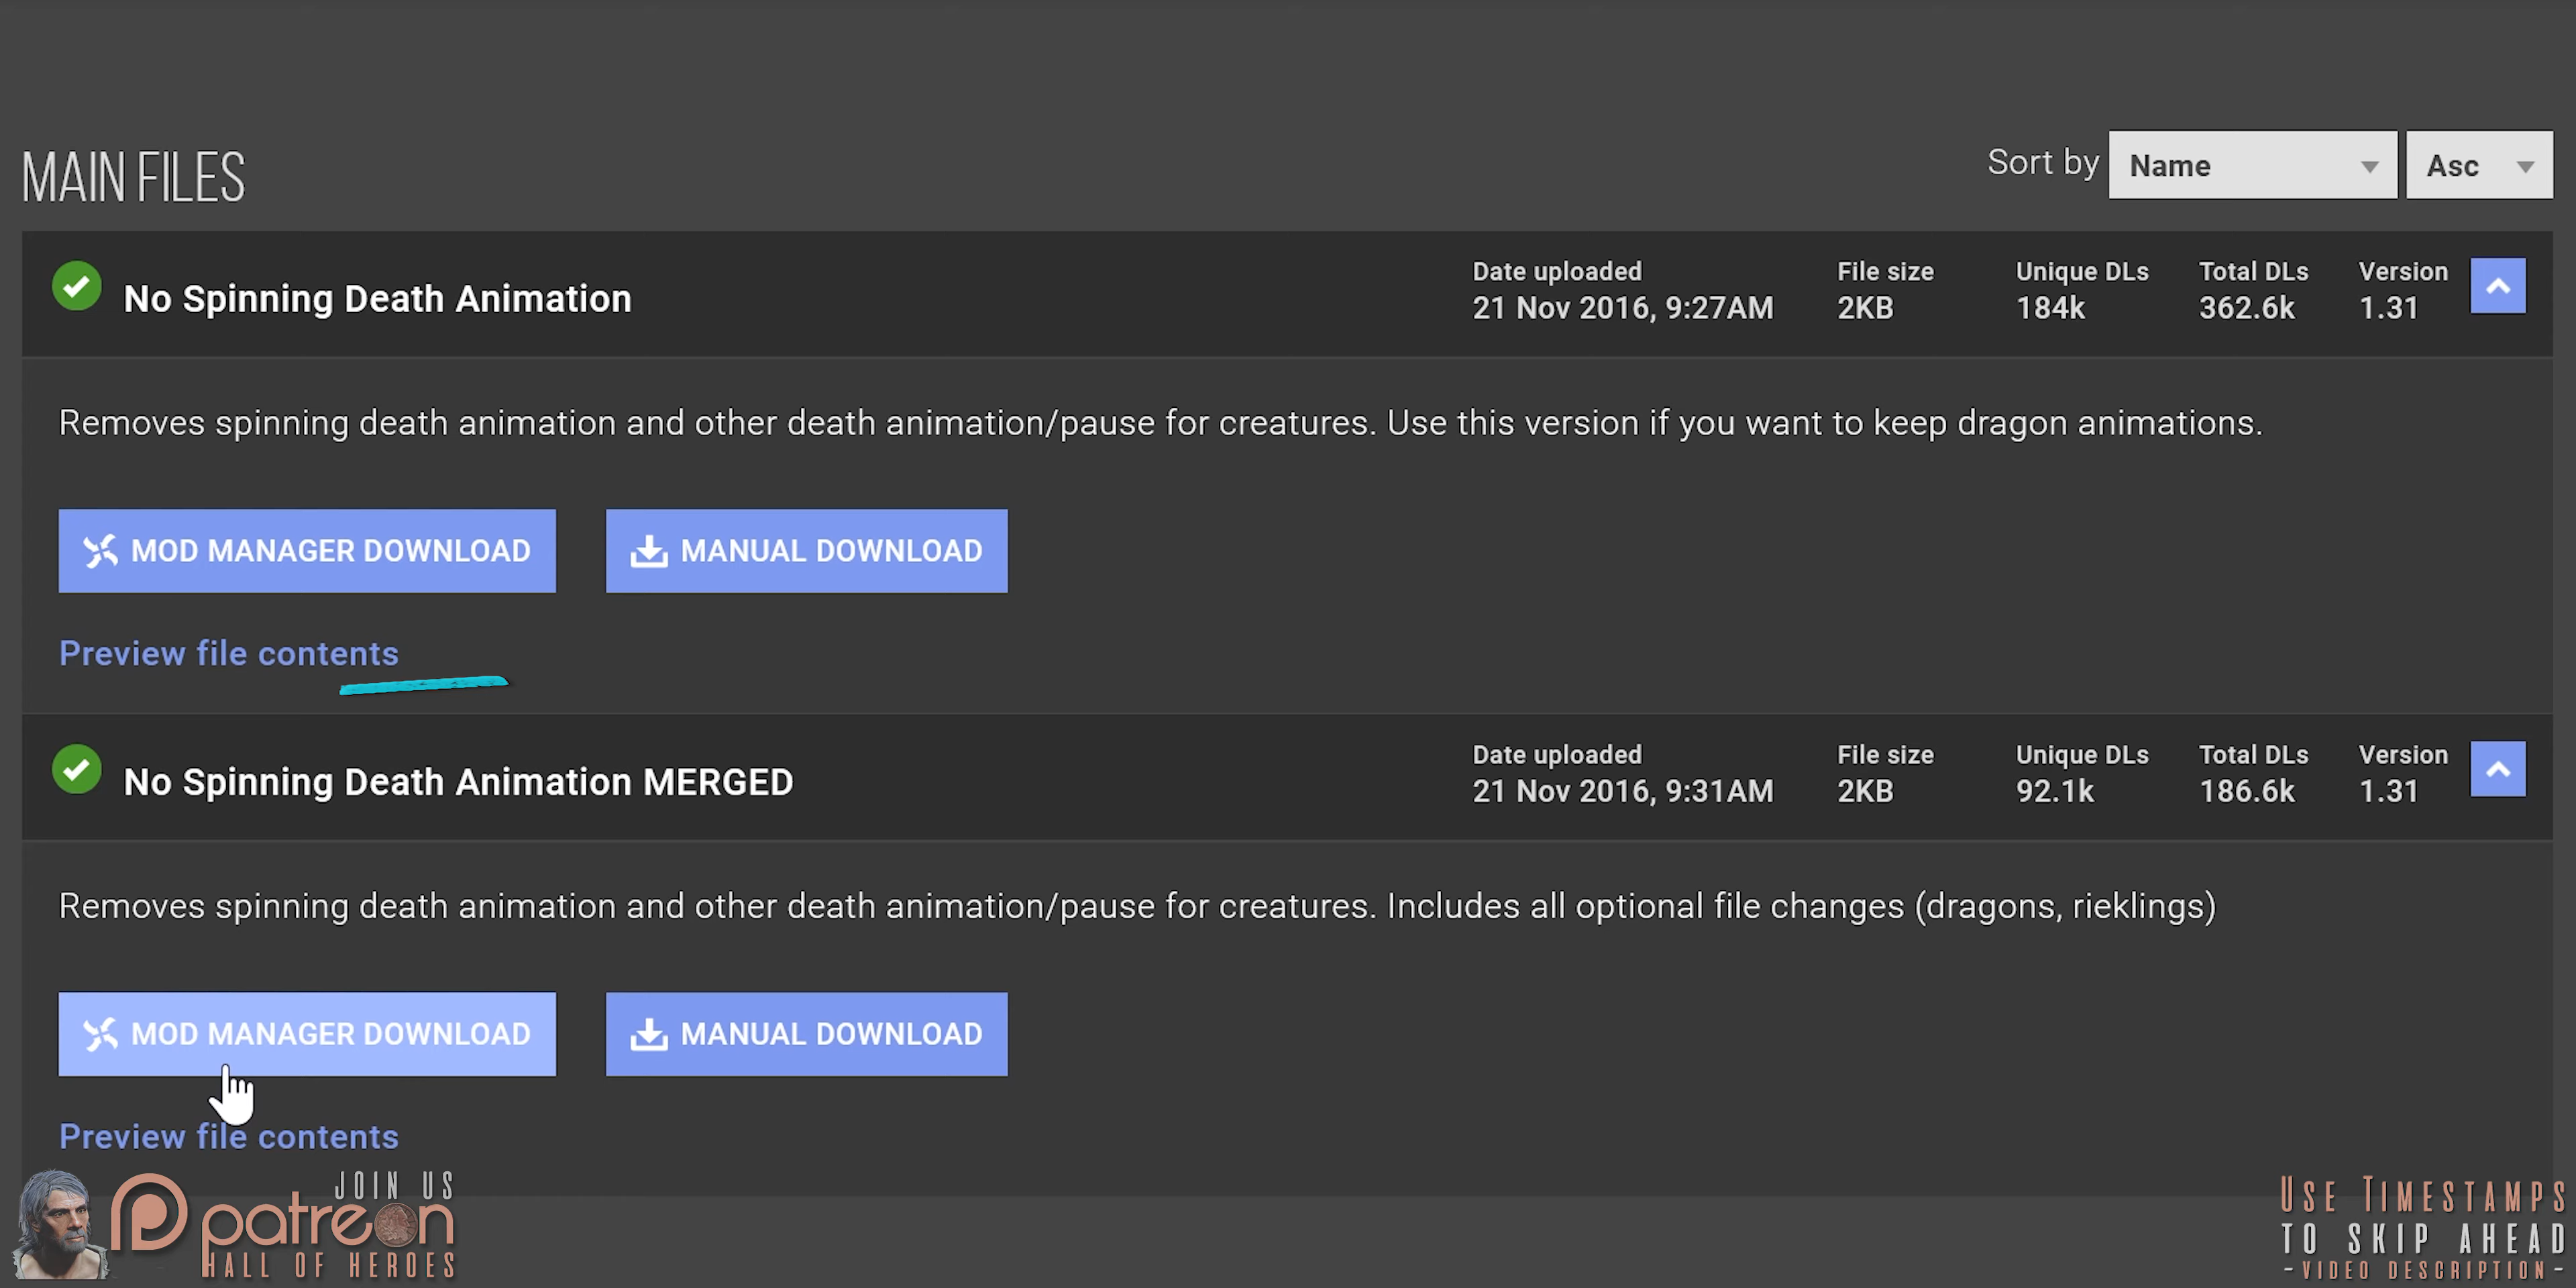 MAIN FILES
Sort by Name Asc
No Spinning Death Animation
Date uploaded File size Unique DLs Total DLs Version
21 Nov 2016, 9:27AM 2KB 184k 362.6k 1.31
Removes spinning death animation and other death animation/pause for creatures. Use this version if you want to keep dragon animations.
MOD MANAGER DOWNLOAD MANUAL DOWNLOAD
Preview file contents
No Spinning Death Animation MERGED
Date uploaded File size Unique DLs Total DLs Version
21 Nov 2016, 9:31AM 2KB 92.1k 186.6k 1.31
Removes spinning death animation and other death animation/pause for creatures. Includes all optional file changes (dragons, rieklings)
MOD MANAGER DOWNLOAD MANUAL DOWNLOAD
Preview file contents
JOIN US
patreon
HALL OF HEROES
USE TIMESTAMPS
TO SKIP AHEAD
-VIDEO DESCRIPTION-